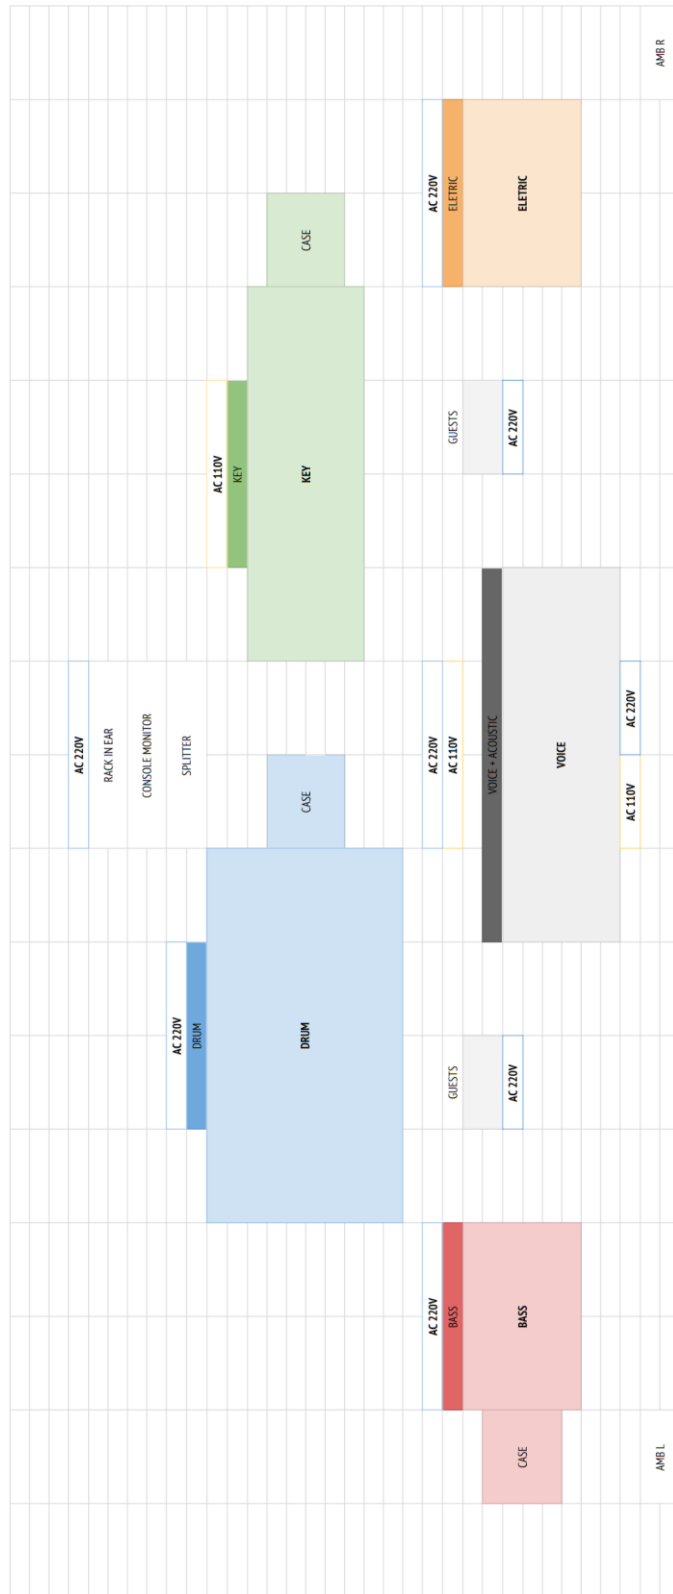 AC 220V
RACK IN EAR
CONSOLE MONITOR
AC 220V
SPLITTER
DRUM
AC 110V
KEY
DRUM
CASE
KEY
CASE
AC 220V
AC 220V
AC 220V
BASS
GUESTS
AC 110V
GUESTS
ELETRIC
VOICE + ACOUSTIC
CASE
BASS
AC 220V
AC 220V
ELETRIC
VOICE
AC 110V
AC 220V
AMB L
AMB R